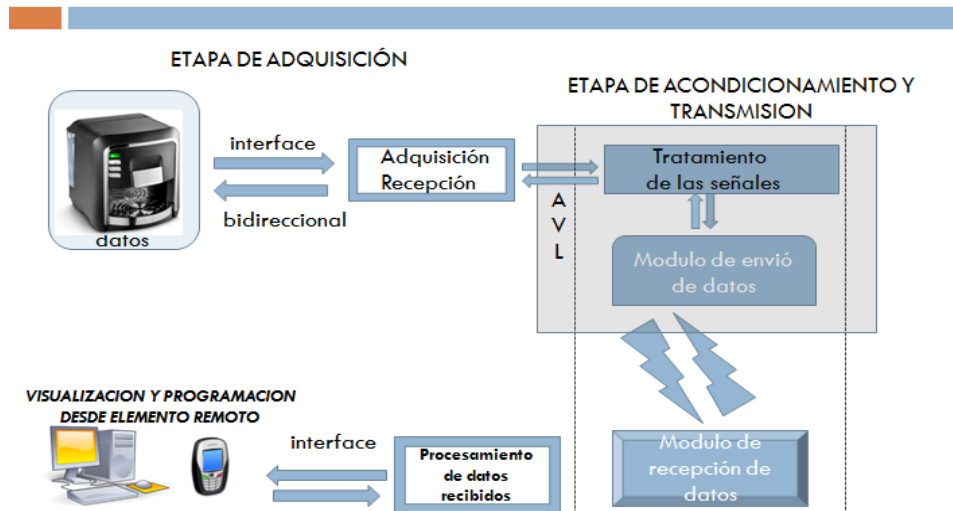 ETAPA DE ADQUISICIÓN
ETAPA DE ACONDICIONAMIENTO Y
TRANSMISION
datos
interface
bidireccional
Adquisición
Recepción
A
V
L
Tratamiento
de las señales
Modulo de envió
de datos
Modulo de
recepción de
datos
Procesamiento
de datos
recibidos
interface
VISUALIZACION Y PROGRAMACION
DESDE ELEMENTO REMOTO